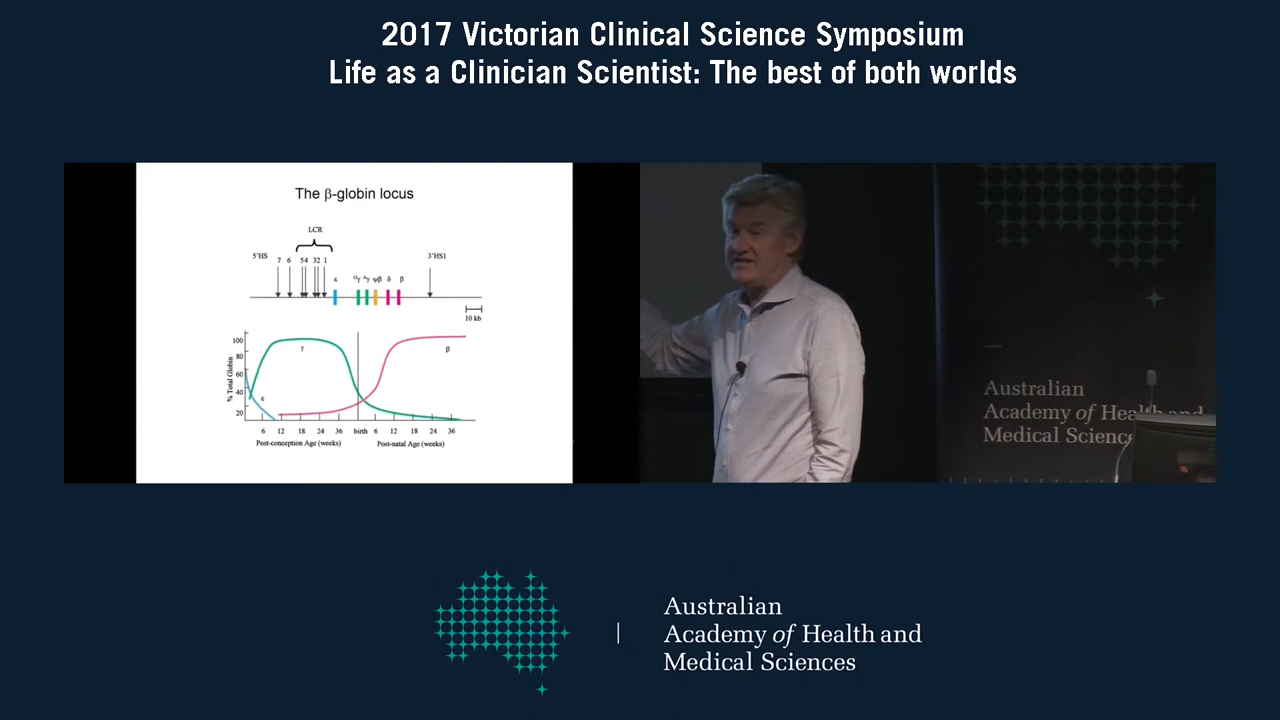 2017 Victorian Clinical Science Symposium
Life as a Clinician Scientist: The best of both worlds
The β-globin locus
LCR
5'HS 7 6 54 32 1 3'HS1
ε ᴳγ ᴬγ ψβ δ β
10 kb
% Total Globin
100
80
60
40
20
γ
β
ε
6 12 18 24 36 birth 6 12 18 24 36
Post-conception Age (weeks) Post-natal Age (weeks)
Australian
Academy of Health and
Medical Sciences
Australian
Academy of Health and
Medical Sciences